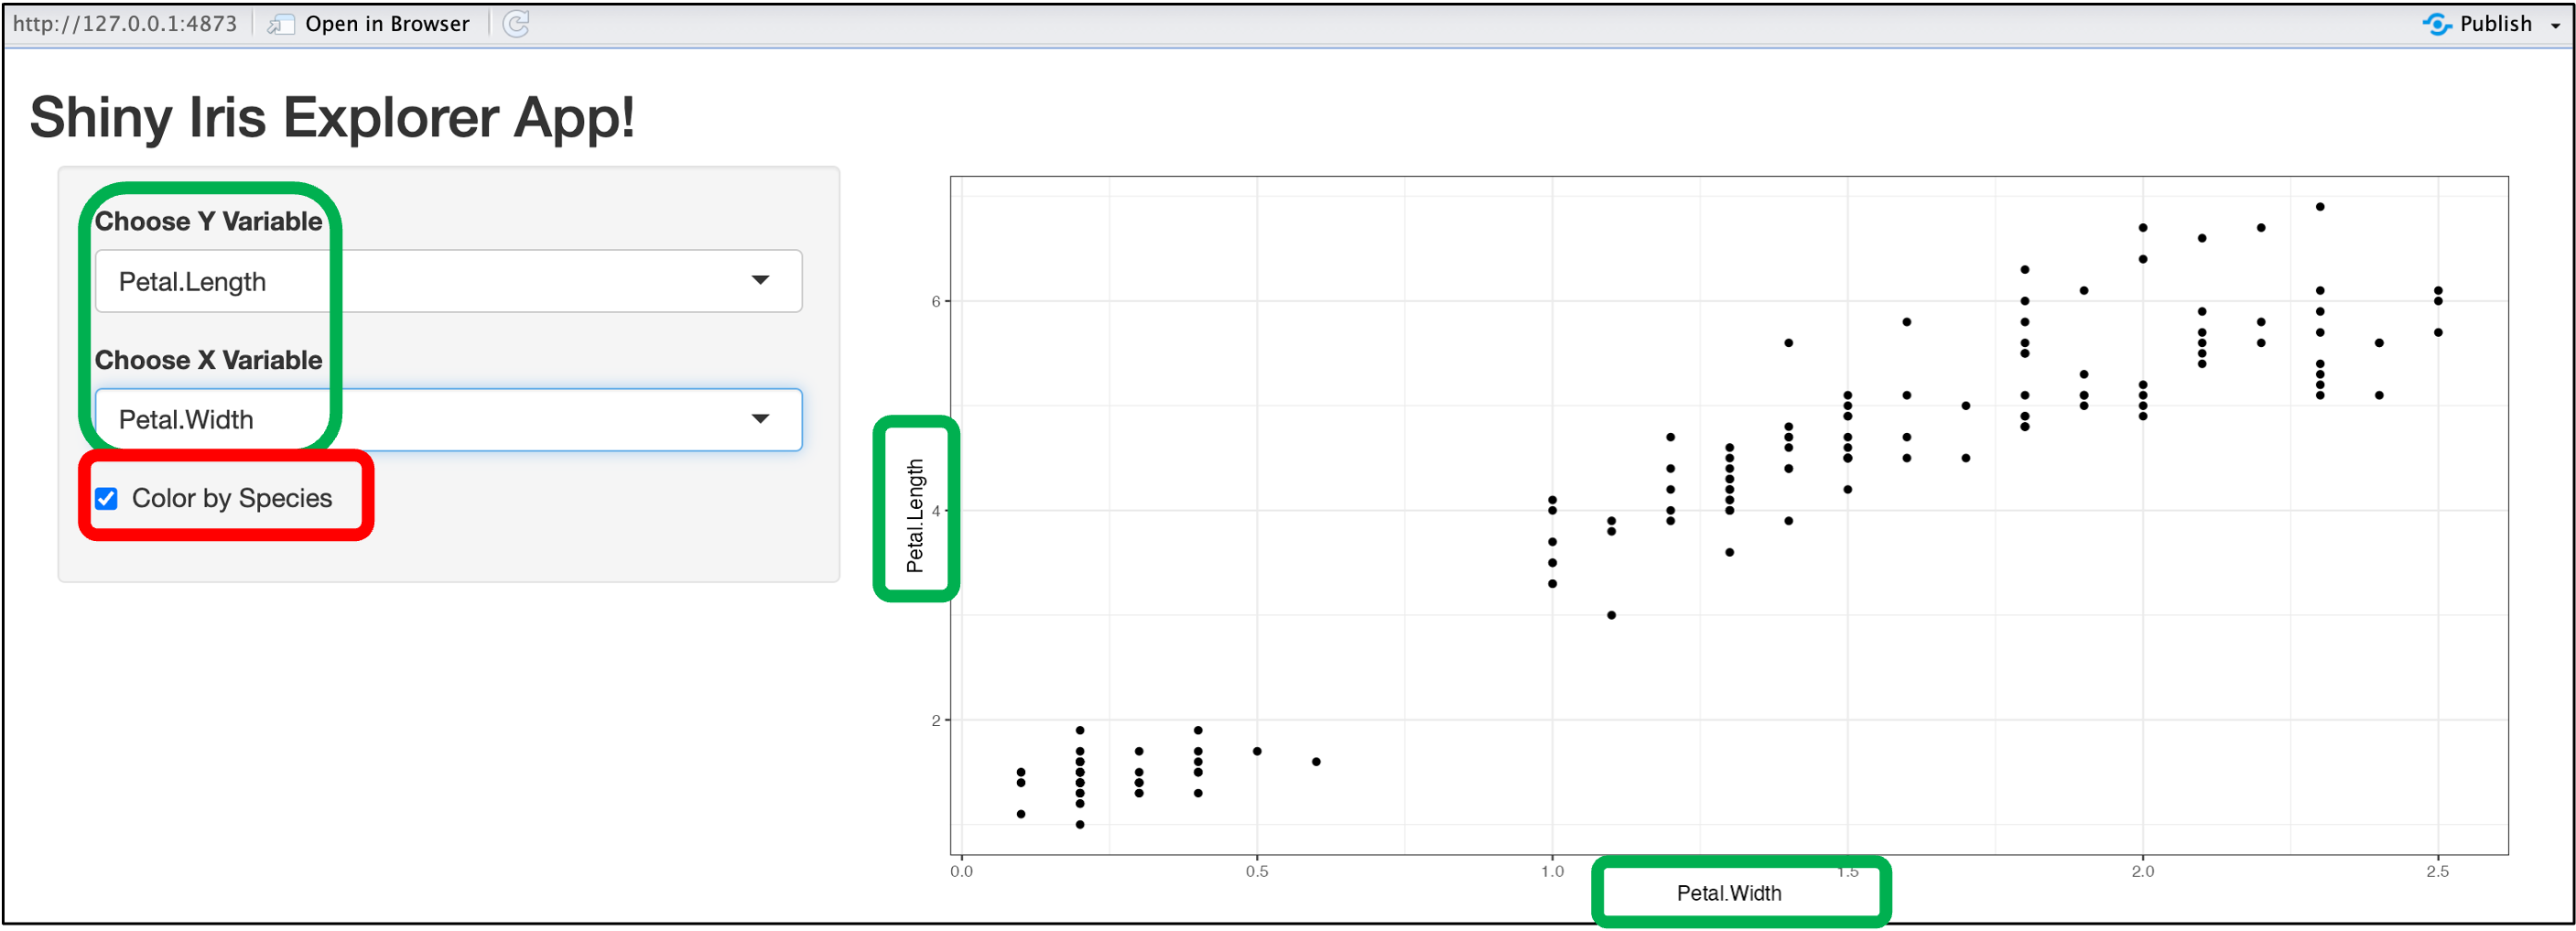 http://127.0.0.1:4873 Open in Browser Publish
Shiny Iris Explorer App!
Choose Y Variable
Petal.Length
Choose X Variable
Petal.Width
Color by Species
Petal.Length
6
4
2
0.0 0.5 1.0 1.5 2.0 2.5
Petal.Width